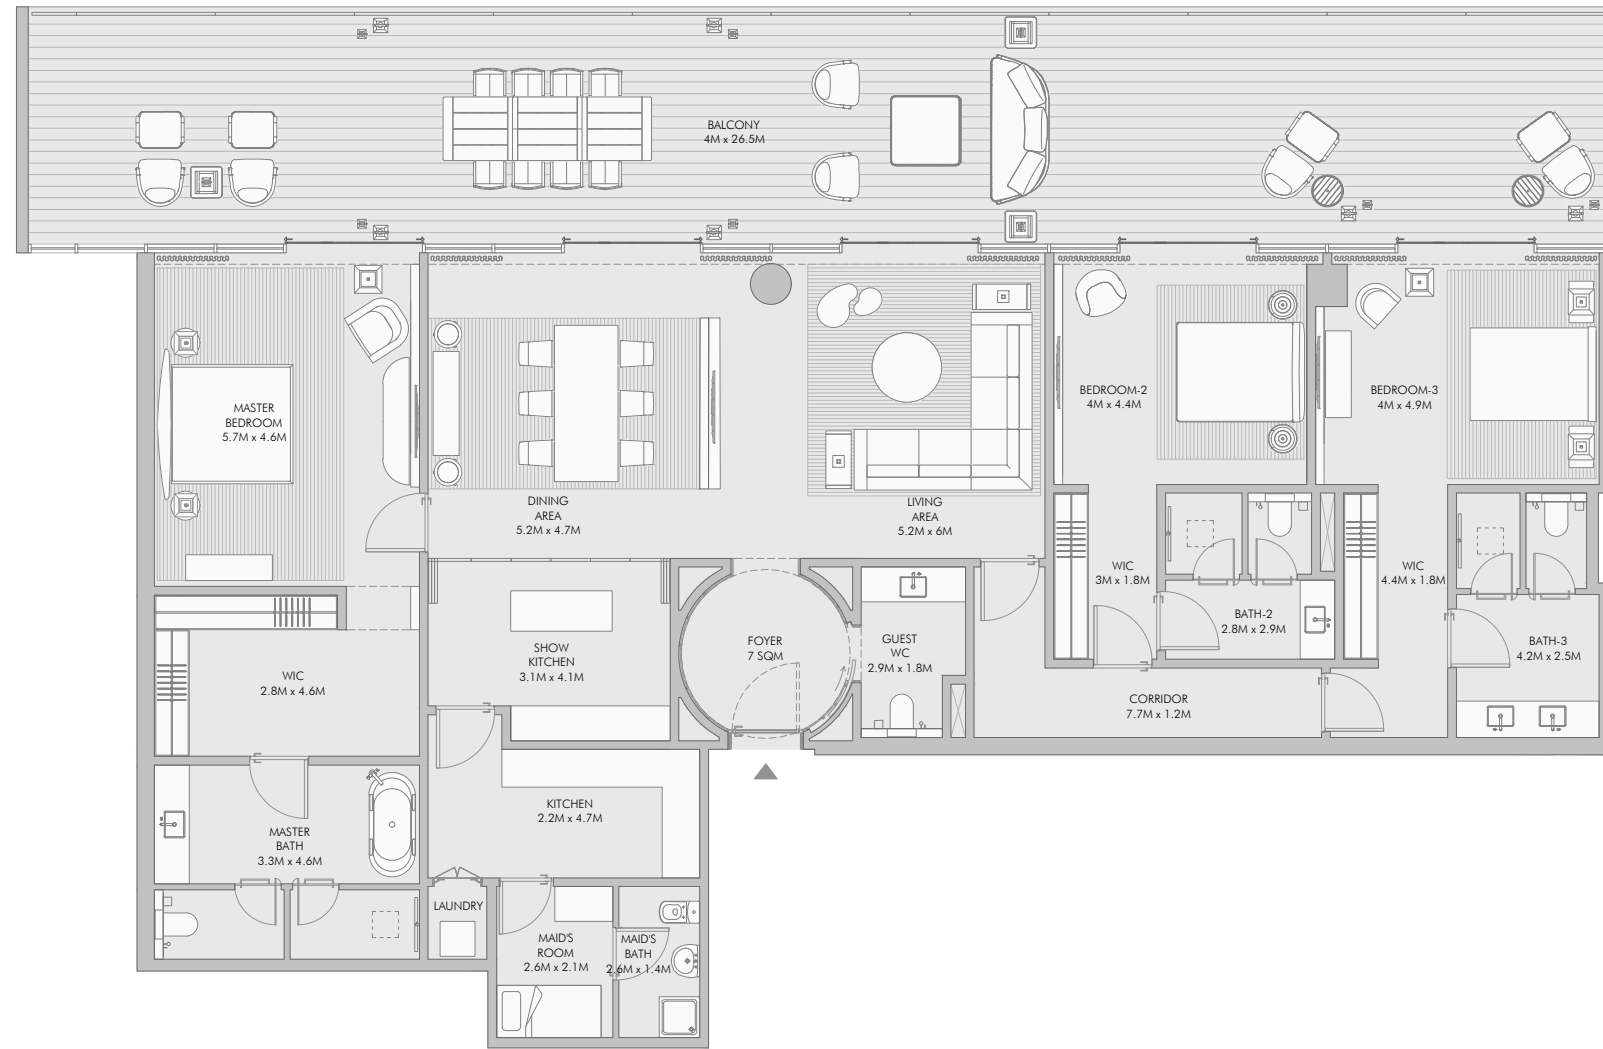 BALCONY
4M x 26.5M
MASTER
BEDROOM
5.7M x 4.6M
DINING
AREA
5.2M x 4.7M
LIVING
AREA
5.2M x 6M
BEDROOM-2
4M x 4.4M
BEDROOM-3
4M x 4.9M
WIC
3M x 1.8M
WIC
4.4M x 1.8M
BATH-2
2.8M x 2.9M
BATH-3
4.2M x 2.5M
SHOW
KITCHEN
3.1M x 4.1M
FOYER
7 SQM
GUEST
WC
2.9M x 1.8M
WIC
2.8M x 4.6M
CORRIDOR
7.7M x 1.2M
KITCHEN
2.2M x 4.7M
MASTER
BATH
3.3M x 4.6M
LAUNDRY
MAID'S
ROOM
2.6M x 2.1M
MAID'S
BATH
2.6M x 1.4M